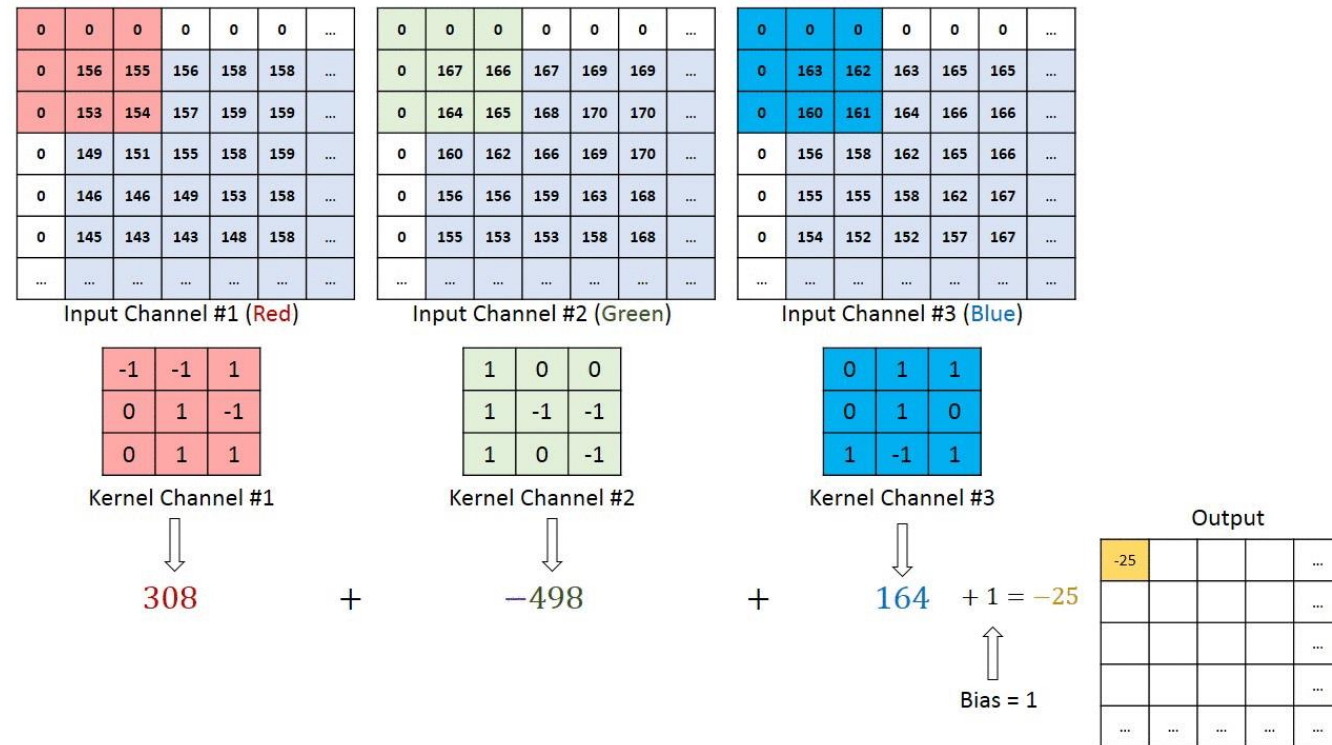 0 0 0 0 0 0 ...
0 156 155 156 158 158 ...
0 153 154 157 159 159 ...
0 149 151 155 158 159 ...
0 146 146 149 153 158 ...
0 145 143 143 148 158 ...
... ... ... ... ... ... ...
Input Channel #1 (Red)
0 0 0 0 0 0 ...
0 167 166 167 169 169 ...
0 164 165 168 170 170 ...
0 160 162 166 169 170 ...
0 156 156 159 163 168 ...
0 155 153 153 158 168 ...
... ... ... ... ... ... ...
Input Channel #2 (Green)
0 0 0 0 0 0 ...
0 163 162 163 165 165 ...
0 160 161 164 166 166 ...
0 156 158 162 165 166 ...
0 155 155 158 162 167 ...
0 154 152 152 157 167 ...
... ... ... ... ... ... ...
Input Channel #3 (Blue)
-1 -1 1
0 1 -1
0 1 1
Kernel Channel #1
1 0 0
1 -1 -1
1 0 -1
Kernel Channel #2
0 1 1
0 1 0
1 -1 1
Kernel Channel #3
308 + −498 + 164 + 1 = −25
Bias = 1
Output
-25 ...
...
...
...
... ... ... ... ...